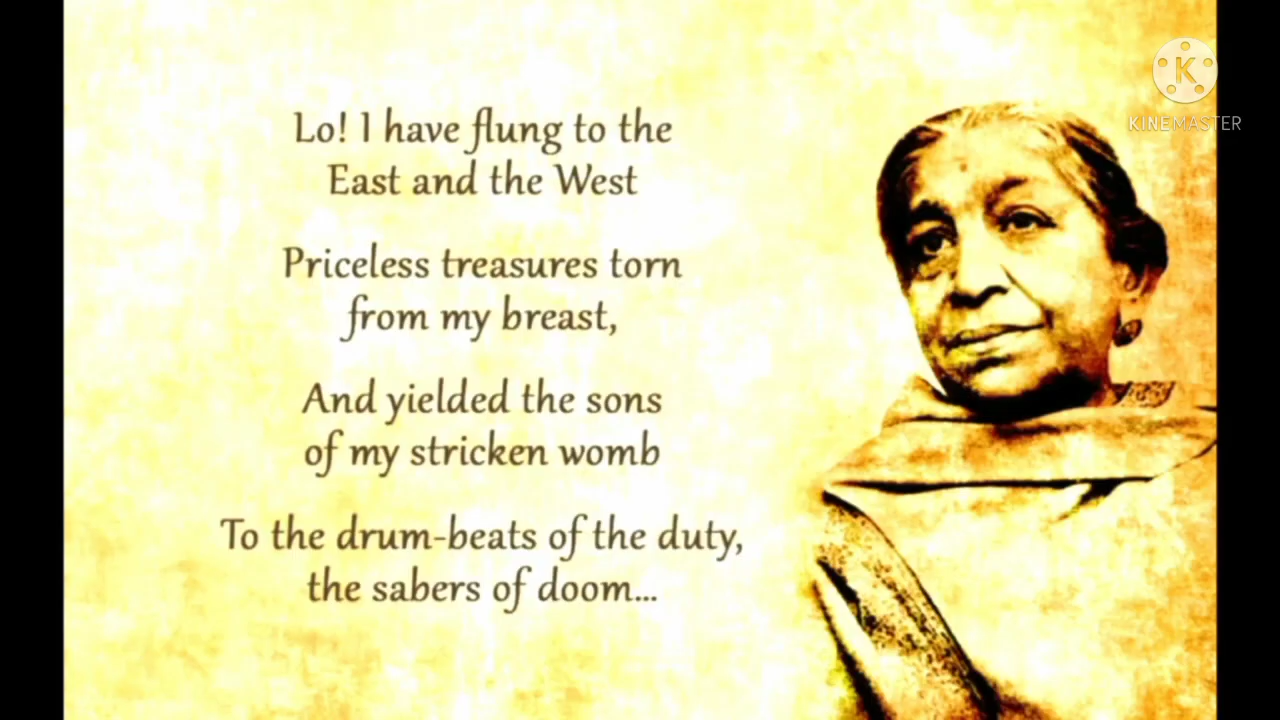 Lo! I have flung to the
East and the West
Priceless treasures torn
from my breast,
And yielded the sons
of my stricken womb
To the drum-beats of the duty,
the sabers of doom...
K
KINEMASTER